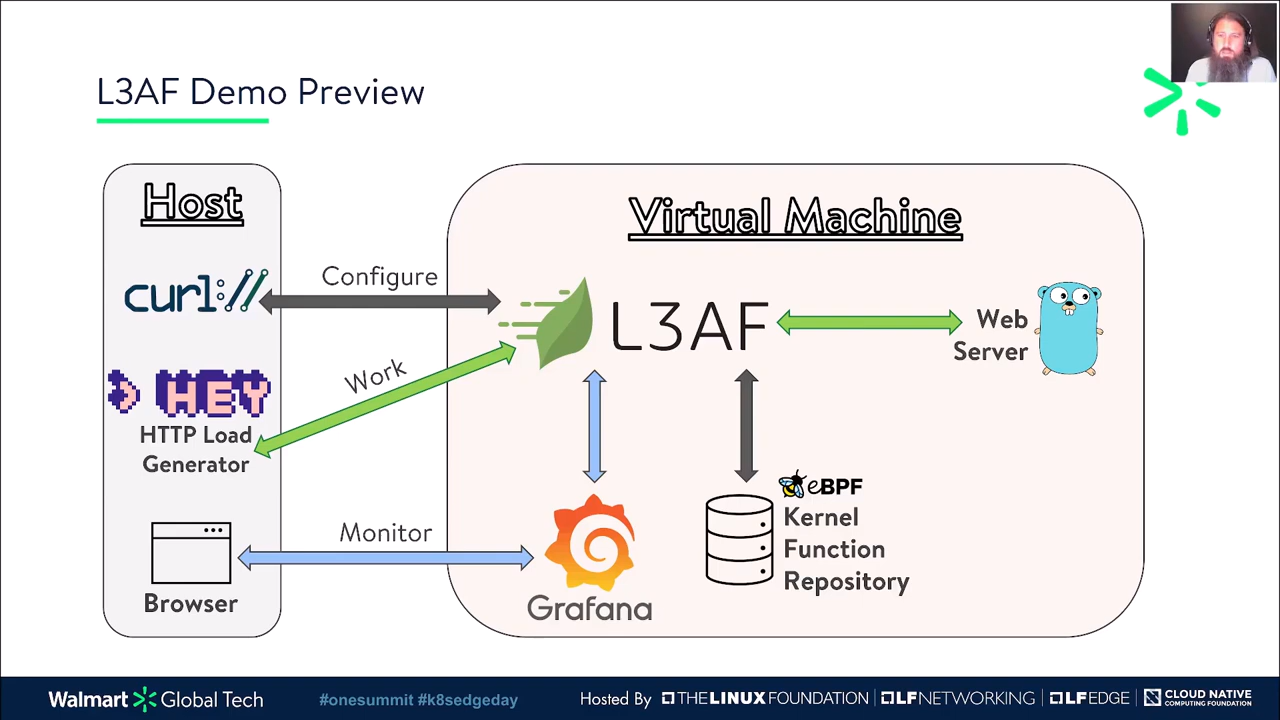 L3AF Demo Preview
Host
Virtual Machine
curl://
Configure
L3AF
Web
Server
Work
HEY
HTTP Load
Generator
eBPF
Kernel
Function
Repository
Monitor
Browser
Grafana
Walmart Global Tech
#onesummit #k8sedgeday
Hosted By THE LINUX FOUNDATION | LF NETWORKING | LF EDGE | CLOUD NATIVE
COMPUTING FOUNDATION